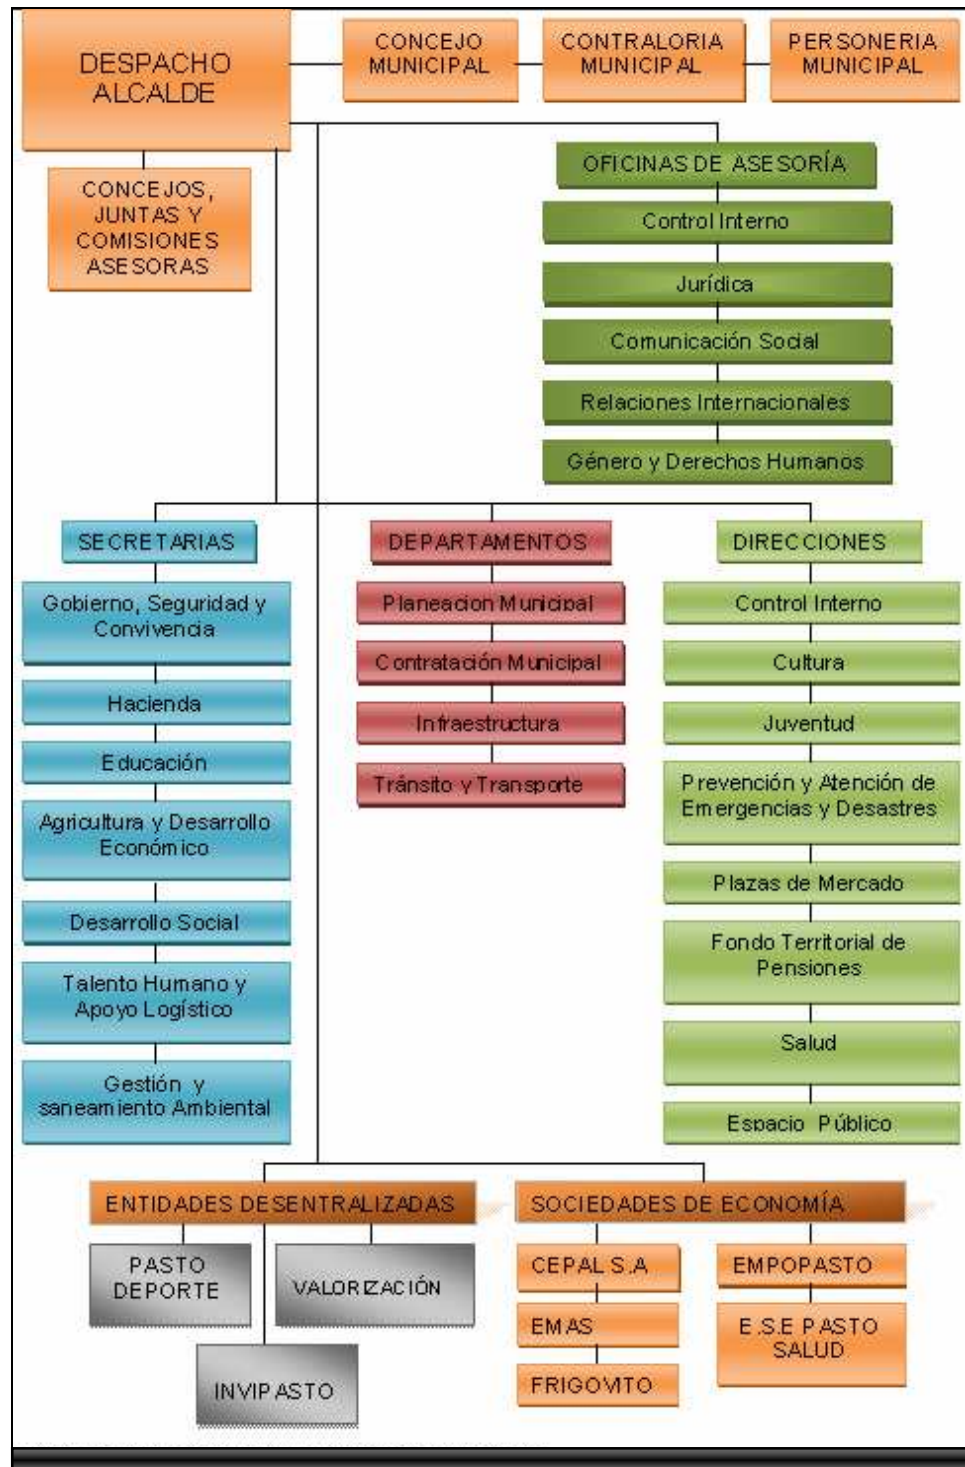 DESPACHO
ALCALDE
CONCEJO
MUNICIPAL
CONTRALORIA
MUNICIPAL
PERSONERIA
MUNICIPAL
CONCEJOS,
JUNTAS Y
COMISIONES
ASESORAS
OFICINAS DE ASESORÍA
Control Interno
Jurídica
Comunicación Social
Relaciones Internacionales
Género y Derechos Humanos
SECRETARIAS
Gobierno, Seguridad y
Convivencia
Hacienda
Educación
Agricultura y Desarrollo
Económico
Desarrollo Social
Talento Humano y
Apoyo Logístico
Gestión y
saneamiento Ambiental
DEPARTAMENTOS
Planeacion Municipal
Contratación Municipal
Infraestructura
Tránsito y Transporte
DIRECCIONES
Control Interno
Cultura
Juventud
Prevención y Atención de
Emergencias y Desastres
Plazas de Mercado
Fondo Territorial de
Pensiones
Salud
Espacio Público
ENTIDADES DESENTRALIZADAS
PASTO
DEPORTE
VALORIZACIÓN
INVIPASTO
SOCIEDADES DE ECONOMÍA
CEPAL S.A
EMAS
FRIGOVITO
EMPOPASTO
E.S.E PASTO
SALUD